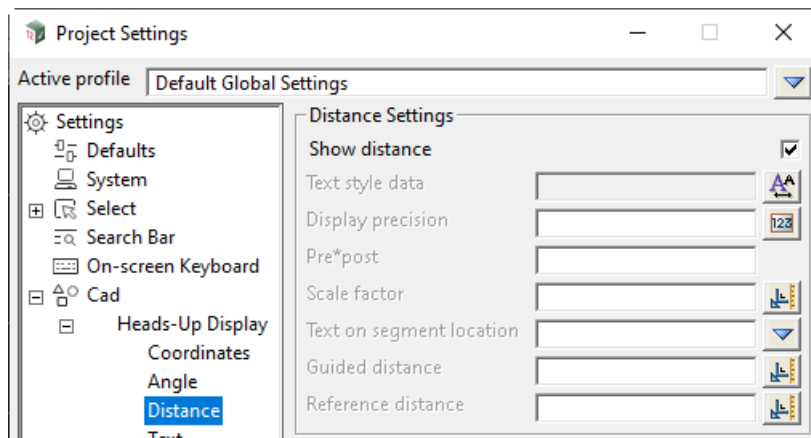 Project Settings
Active profile Default Global Settings
Settings
Defaults
System
Select
Search Bar
On-screen Keyboard
Cad
Heads-Up Display
Coordinates
Angle
Distance
Text
Distance Settings
Show distance
Text style data
Display precision
123
Pre*post
Scale factor
Text on segment location
Guided distance
Reference distance